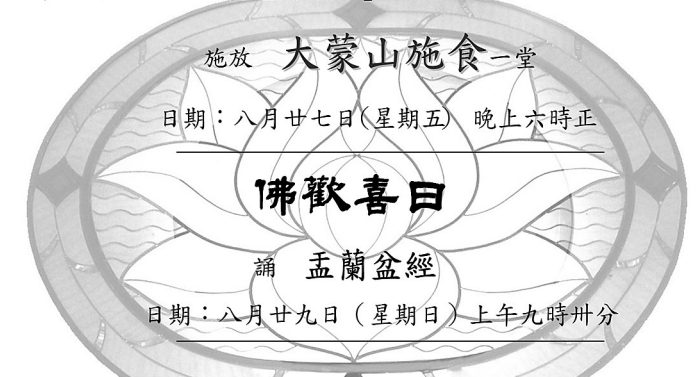 施放 大蒙山施食一堂
日期：八月廿七日(星期五) 晚上六時正
佛歡喜日
誦 盂蘭盆經
日期：八月廿九日（星期日）上午九時卅分